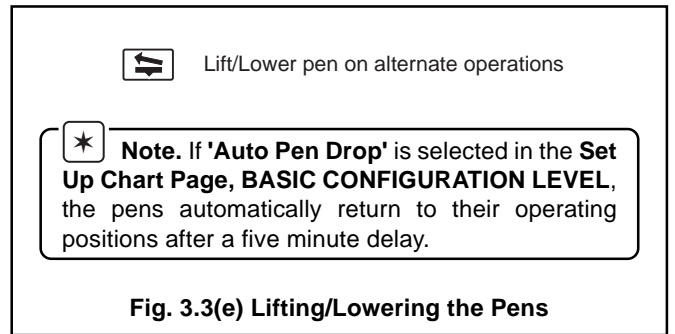 Lift/Lower pen on alternate operations
Note. If 'Auto Pen Drop' is selected in the Set
Up Chart Page, BASIC CONFIGURATION LEVEL,
the pens automatically return to their operating
positions after a five minute delay.
Fig. 3.3(e) Lifting/Lowering the Pens